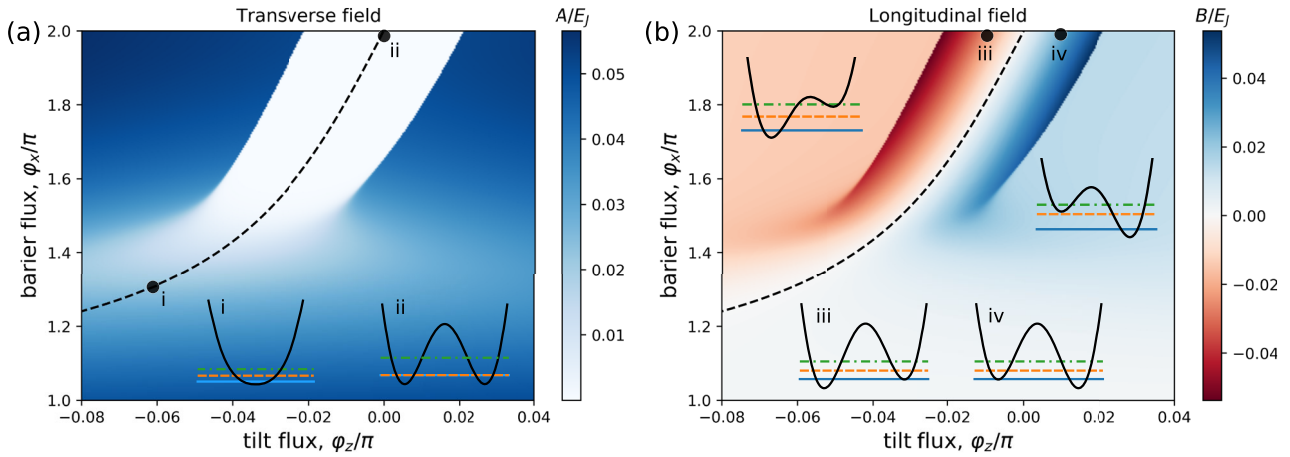 (a)
Transverse field
A/E_J
barier flux, φ_x/π
2.0
1.8
1.6
1.4
1.2
1.0
ii
i
i
ii
−0.08
−0.06
−0.04
−0.02
0.00
0.02
0.04
tilt flux, φ_z/π
0.05
0.04
0.03
0.02
0.01
(b)
Longitudinal field
B/E_J
barier flux, φ_x/π
2.0
1.8
1.6
1.4
1.2
1.0
iii
iv
iii
iv
−0.08
−0.06
−0.04
−0.02
0.00
0.02
0.04
tilt flux, φ_z/π
0.04
0.02
0.00
−0.02
−0.04